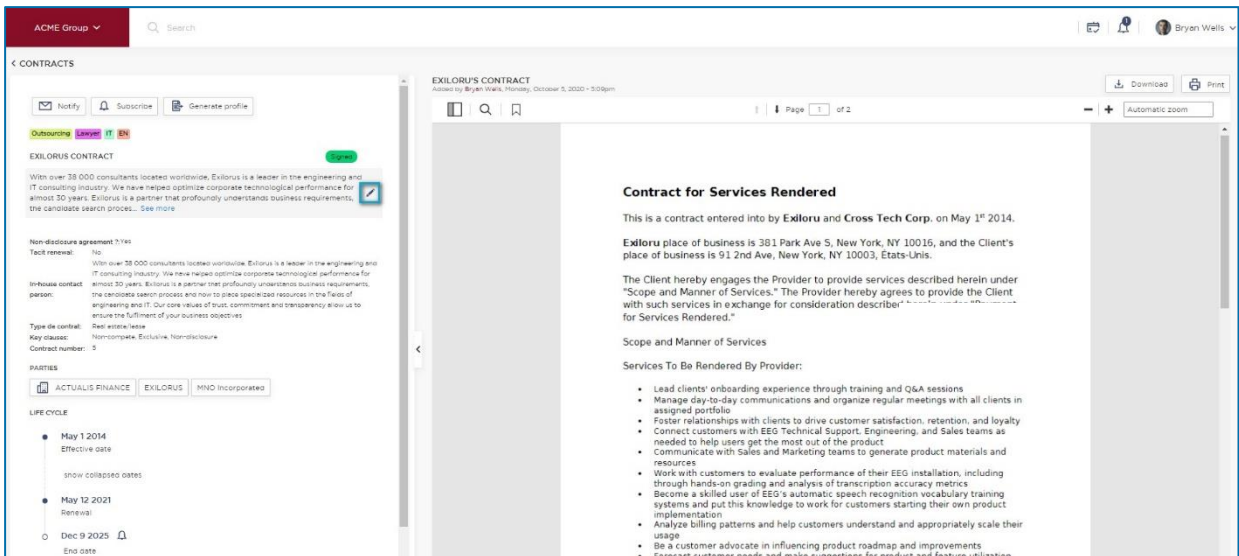 ACME Group
Search
1
Bryan Wells
< CONTRACTS
Notify
Subscribe
Generate profile
Outsourcing Lawyer IT EN
EXILORUS CONTRACT
Signed
With over 38 000 consultants located worldwide, Exilorus is a leader in the engineering and
IT consulting industry. We have helped optimize corporate technological performance for
almost 30 years. Exilorus is a partner that profoundly understands business requirements,
the candidate search proces... See more
Non-disclosure agreement ?: Yes
Tacit renewal: No
With over 38 000 consultants located worldwide, Exilorus is a leader in the engineering and
IT consulting industry. We have helped optimize corporate technological performance for
In-house contact almost 30 years. Exilorus is a partner that profoundly understands business requirements,
person: the candidate search process and how to place specialized resources in the fields of
engineering and IT. Our core values of trust, commitment and transparency allow us to
ensure the fulfilment of your business objectives
Type de contrat: Real estate/lease
Key clauses: Non-compete, Exclusive, Non-disclosure
Contract number: 5
PARTIES
ACTUALIS FINANCE
EXILORUS
MNO Incorporated
LIFE CYCLE
May 1 2014
Effective date
show collapsed dates
May 12 2021
Renewal
Dec 9 2025
End date
EXILORU'S CONTRACT
Added by Bryan Wells, Monday, October 5, 2020 - 5:09pm
Download
Print
Page 1 of 2
Automatic zoom
Contract for Services Rendered
This is a contract entered into by Exiloru and Cross Tech Corp. on May 1st 2014.
Exiloru place of business is 381 Park Ave S, New York, NY 10016, and the Client's
place of business is 91 2nd Ave, New York, NY 10003, États-Unis.
The Client hereby engages the Provider to provide services described herein under
"Scope and Manner of Services." The Provider hereby agrees to provide the Client
with such services in exchange for consideration described herein under "Payment
for Services Rendered."
Scope and Manner of Services
Services To Be Rendered By Provider:
• Lead clients' onboarding experience through training and Q&A sessions
• Manage day-to-day communications and organize regular meetings with all clients in
assigned portfolio
• Foster relationships with clients to drive customer satisfaction, retention, and loyalty
• Connect customers with EEG Technical Support, Engineering, and Sales teams as
needed to help users get the most out of the product
• Communicate with Sales and Marketing teams to generate product materials and
resources
• Work with customers to evaluate performance of their EEG installation, including
through hands-on grading and analysis of transcription accuracy metrics
• Become a skilled user of EEG's automatic speech recognition vocabulary training
systems and put this knowledge to work for customers starting their own product
implementation
• Analyze billing patterns and help customers understand and appropriately scale their
usage
• Be a customer advocate in influencing product roadmap and improvements
• Forecast customer needs and make suggestions for product and feature utilization